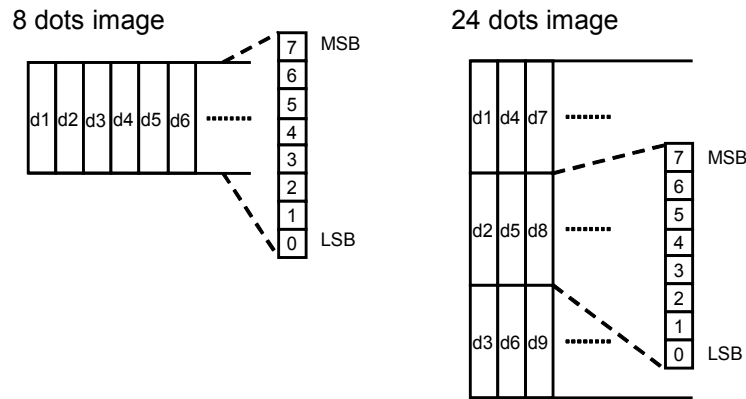 8 dots image
d1 d2 d3 d4 d5 d6 ........
7 MSB
6
5
4
3
2
1
0 LSB
24 dots image
d1 d4 d7 ........
d2 d5 d8 ........
d3 d6 d9 ........
7 MSB
6
5
4
3
2
1
0 LSB